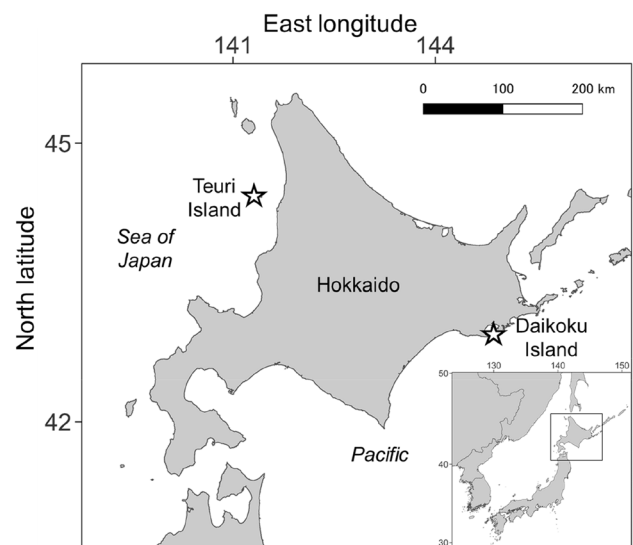 East longitude
141 144
0 100 200 km
45
Teuri
Island
Sea of
Japan
North latitude
Hokkaido
Daikoku
Island
42
Pacific
130 140 150
50
40
30